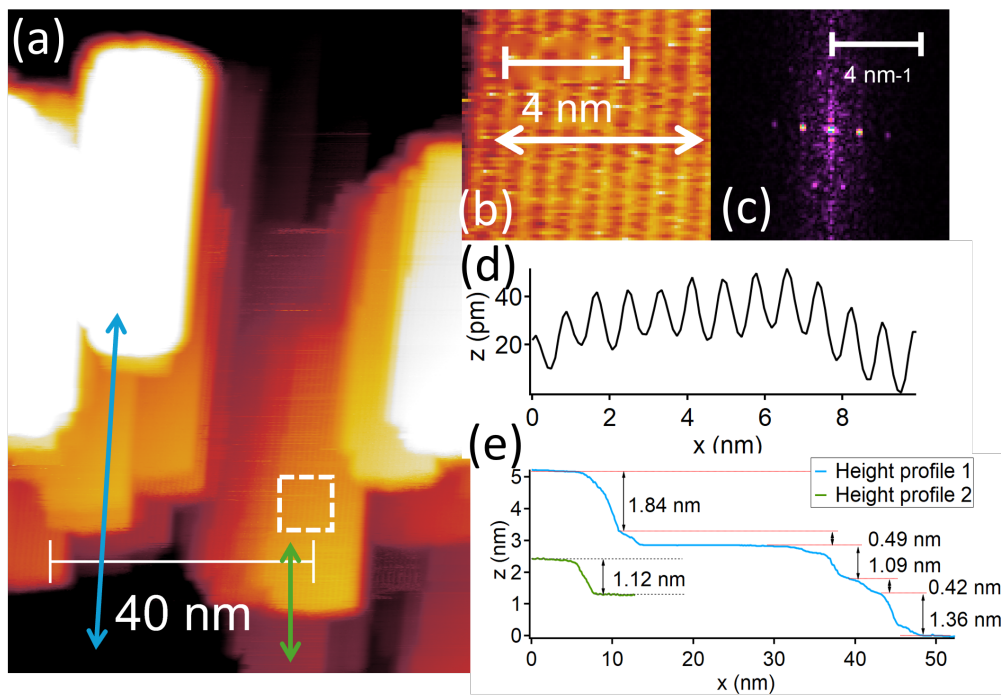 (a)
40 nm
4 nm
(b)
4 nm-1
(c)
(d)
z (pm)
40
20
0
2
4
6
8
x (nm)
(e)
Height profile 1
Height profile 2
z (nm)
5
4
3
2
1
0
1.84 nm
0.49 nm
1.09 nm
0.42 nm
1.36 nm
1.12 nm
0
10
20
30
40
50
x (nm)